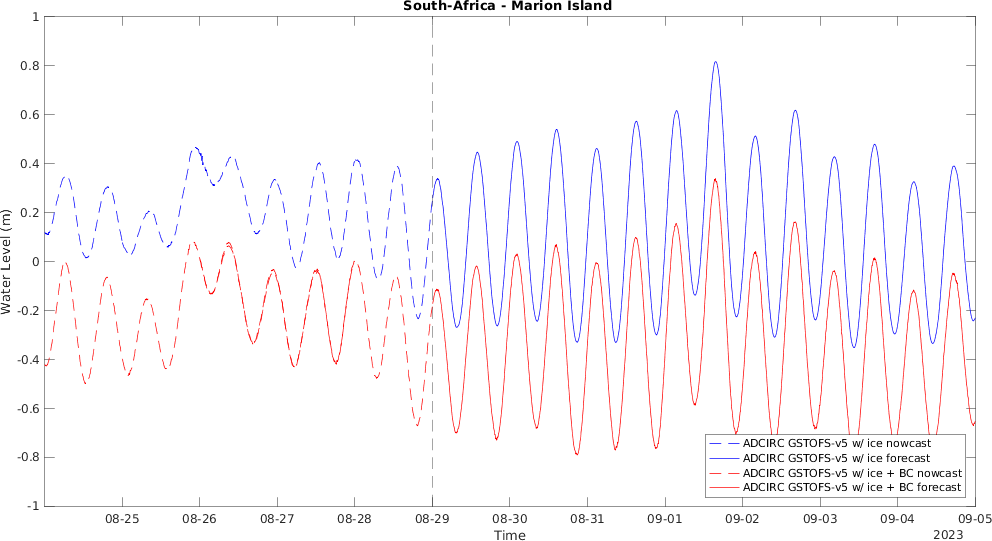 South-Africa - Marion Island
1
0.8
0.6
0.4
0.2
0
-0.2
-0.4
-0.6
-0.8
-1
Water Level (m)
ADCIRC GSTOFS-v5 w/ ice nowcast
ADCIRC GSTOFS-v5 w/ ice forecast
ADCIRC GSTOFS-v5 w/ ice + BC nowcast
ADCIRC GSTOFS-v5 w/ ice + BC forecast
08-25 08-26 08-27 08-28 08-29 08-30 08-31 09-01 09-02 09-03 09-04 09-05
Time
2023